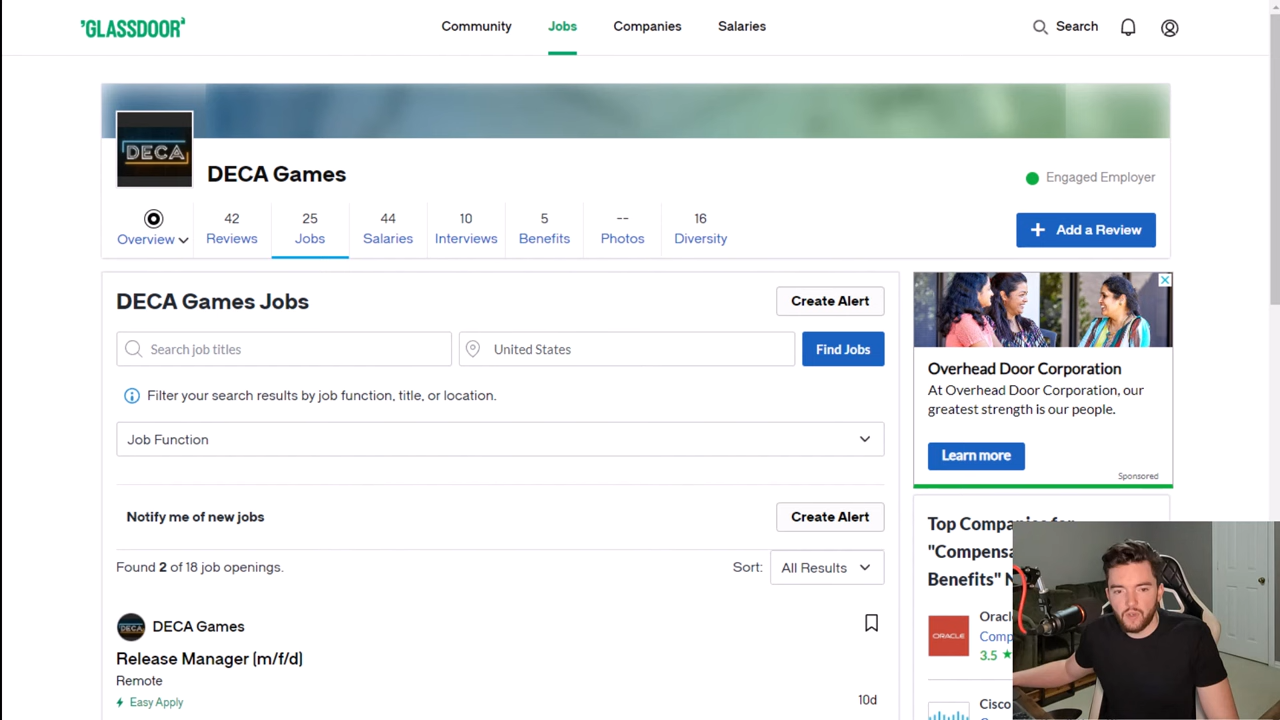 GLASSDOOR
Community
Jobs
Companies
Salaries
Search
DECA
DECA Games
Engaged Employer
Overview
42
Reviews
25
Jobs
44
Salaries
10
Interviews
5
Benefits
--
Photos
16
Diversity
+ Add a Review
DECA Games Jobs
Create Alert
Search job titles
United States
Find Jobs
Filter your search results by job function, title, or location.
Job Function
Notify me of new jobs
Create Alert
Found 2 of 18 job openings.
Sort:
All Results
DECA
DECA Games
Release Manager (m/f/d)
Remote
Easy Apply
10d
Overhead Door Corporation
At Overhead Door Corporation, our
greatest strength is our people.
Learn more
Sponsored
Top
"Compensa
Benefits"
ORACLE
Oracl
Comp
3.5 ★
Cisco